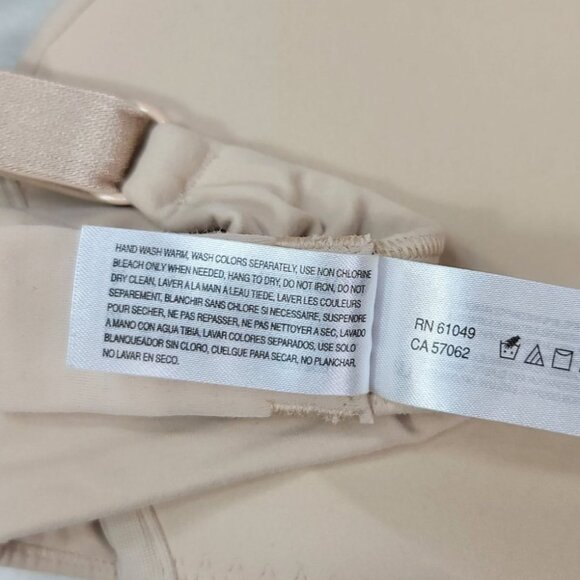 HAND WASH WARM, WASH COLORS SEPARATELY, USE NON CHLORINE
BLEACH ONLY WHEN NEEDED, HANG TO DRY, DO NOT IRON, DO NOT
DRY CLEAN, LAVER A LA MAIN À L'EAU TIEDE, LAVER LES COULEURS
SEPAREMENT, BLANCHIR SANS CHLORE SI NECESSAIRE, SUSPENDRE
POUR SECHER, NE PAS REPASSER, NE PAS NETTOYER A SEC, LAVADO
A MANO CON AGUA TIBIA, LAVAR COLORES SEPARADOS, USE SOLO
BLANQUEADOR SIN CLORO, CUELGUE PARA SECAR, NO PLANCHAR,
NO LAVAR EN SECO.
RN 61049
CA 57062